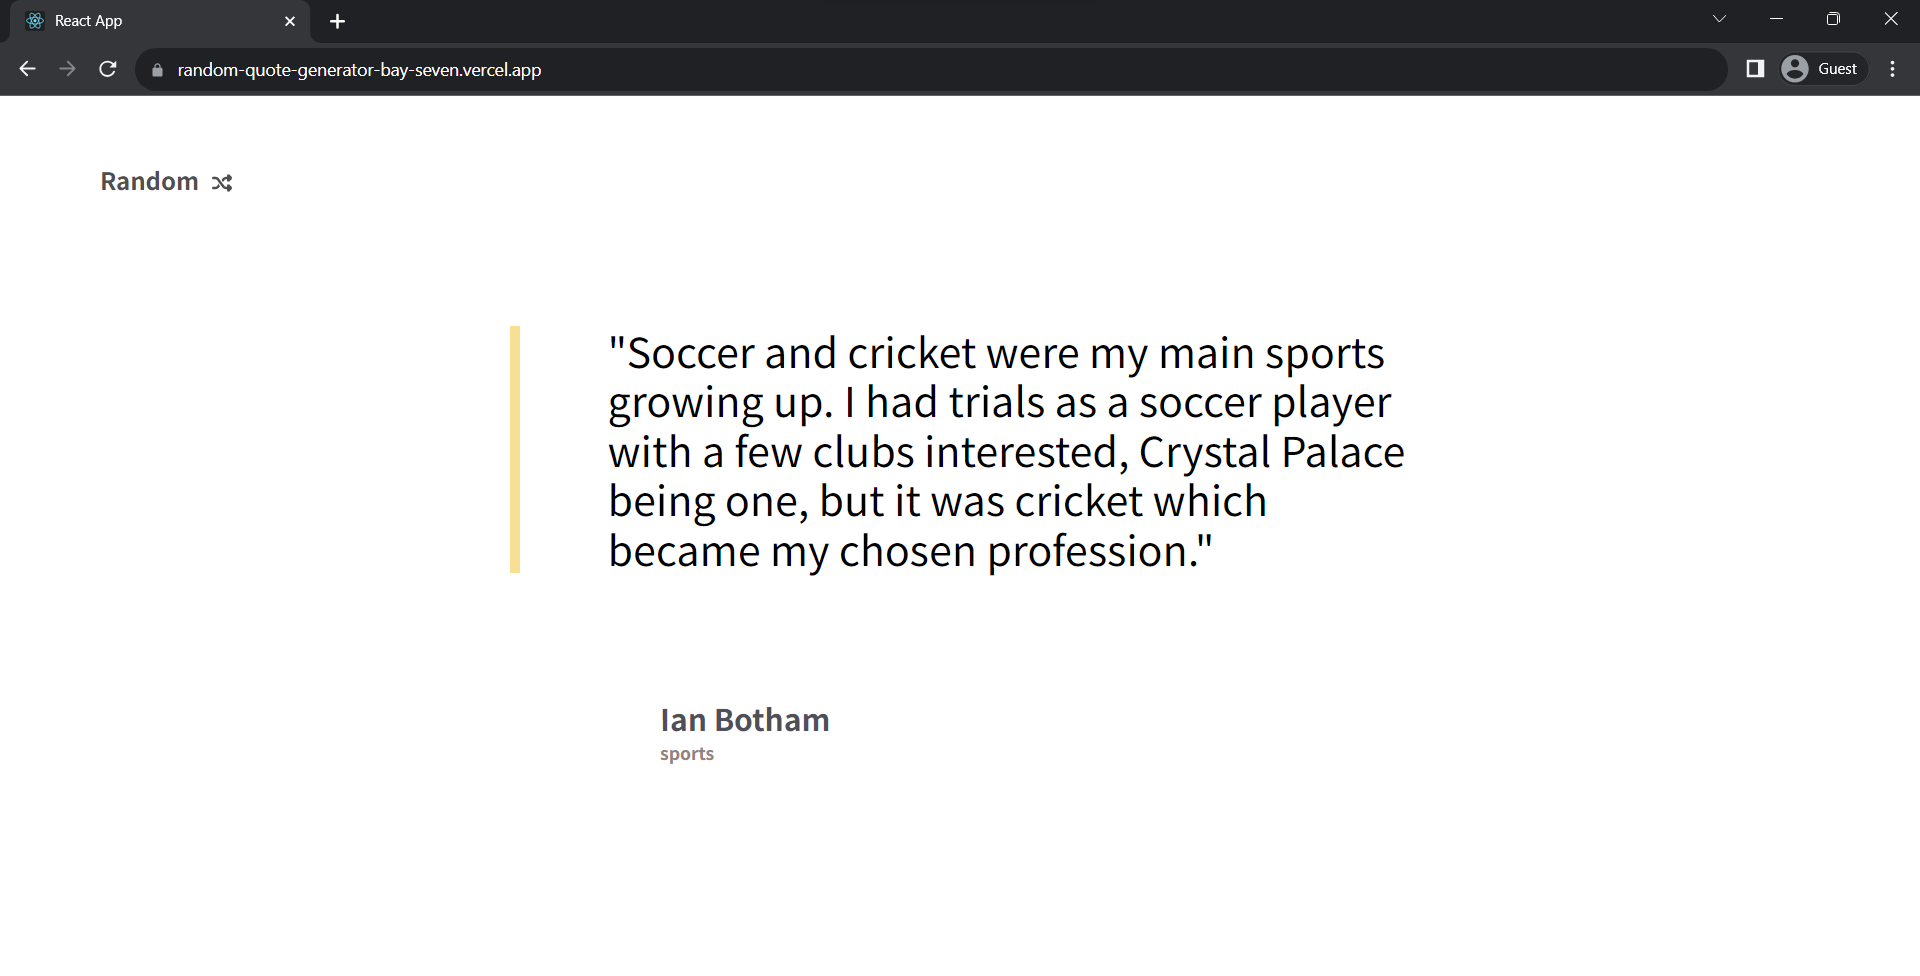 React App
random-quote-generator-bay-seven.vercel.app
Guest
Random
"Soccer and cricket were my main sports
growing up. I had trials as a soccer player
with a few clubs interested, Crystal Palace
being one, but it was cricket which
became my chosen profession."
Ian Botham
sports